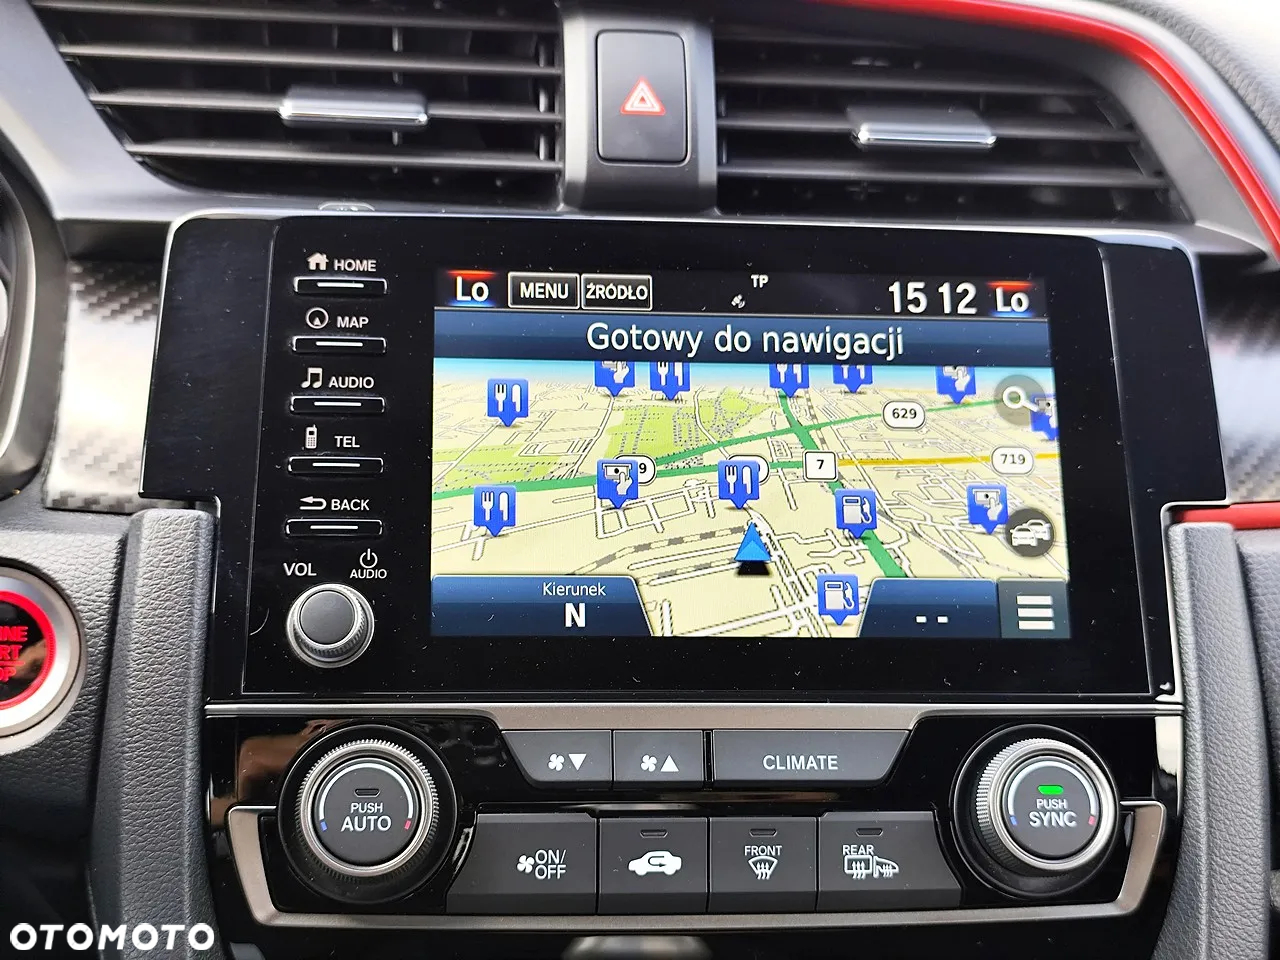 HOME
MAP
AUDIO
TEL
BACK
VOL
AUDIO
Lo
MENU
ŹRÓDŁO
TP
15 12
Lo
Gotowy do nawigacji
629
9
7
719
Kierunek
N
- -
CLIMATE
PUSH
AUTO
ON/
OFF
FRONT
REAR
PUSH
SYNC
OTOMOTO